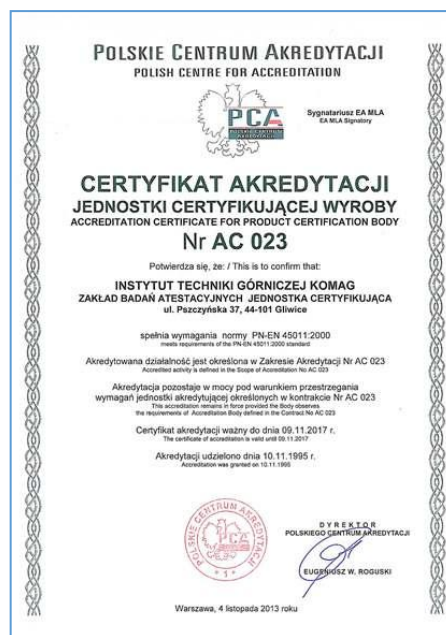 POLSKIE CENTRUM AKREDYTACJI
POLISH CENTRE FOR ACCREDITATION
PCA
POLSKIE CENTRUM
AKREDYTACJI
Sygnatariusz EA MLA
EA MLA Signatory
CERTYFIKAT AKREDYTACJI
JEDNOSTKI CERTYFIKUJĄCEJ WYROBY
ACCREDITATION CERTIFICATE FOR PRODUCT CERTIFICATION BODY
Nr AC 023
Potwierdza się, że: / This is to confirm that:
INSTYTUT TECHNIKI GÓRNICZEJ KOMAG
ZAKŁAD BADAŃ ATESTACYJNYCH JEDNOSTKA CERTYFIKUJĄCA
ul. Pszczyńska 37, 44-101 Gliwice
spełnia wymagania normy PN-EN 45011:2000
meets requirements of the PN-EN 45011:2000 standard
Akredytowana działalność jest określona w Zakresie Akredytacji Nr AC 023
Accredited activity is defined in the Scope of Accreditation No AC 023
Akredytacja pozostaje w mocy pod warunkiem przestrzegania
wymagań jednostki akredytującej określonych w kontrakcie Nr AC 023
This accreditation remains in force provided the Body observes
the requirements of Accreditation Body defined in the Contract No AC 023
Certyfikat akredytacji ważny do dnia 09.11.2017 r.
The certificate of accreditation is valid until 09.11.2017
Akredytacji udzielono dnia 10.11.1995 r.
Accreditation was granted on 10.11.1995
POLSKIE CENTRUM AKREDYTACJI
PCA
1
DYREKTOR
POLSKIEGO CENTRUM AKREDYTACJI
EUGENIUSZ W. ROGUSKI
Warszawa, 4 listopada 2013 roku